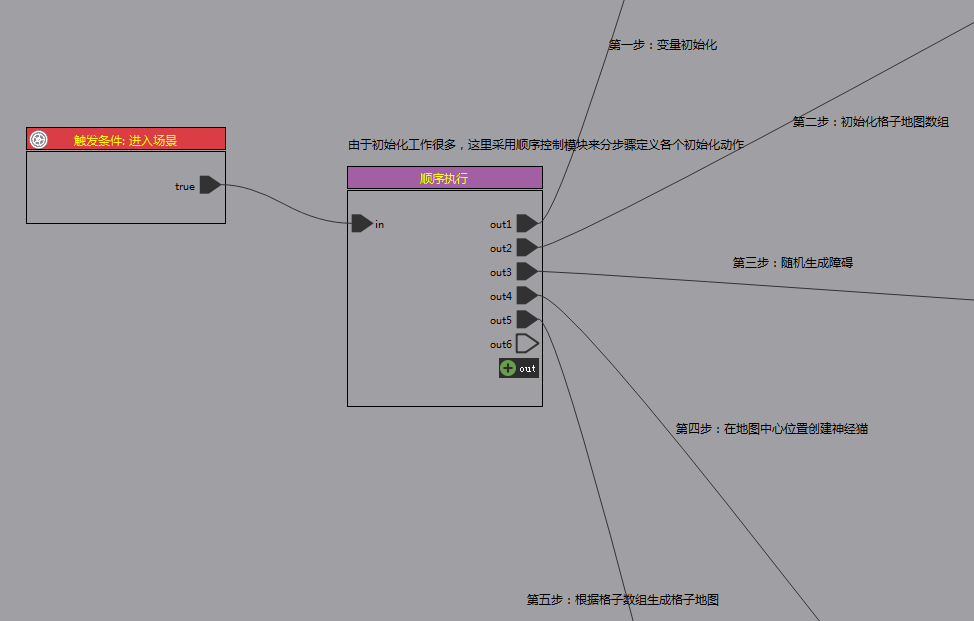 第一步：变量初始化
第二步：初始化格子地图数组
触发条件: 进入场景
true
由于初始化工作很多，这里采用顺序控制模块来分步骤定义各个初始化动作
顺序执行
in
out1
out2
out3
out4
out5
out6
out
第三步：随机生成障碍
第四步：在地图中心位置创建神经猫
第五步：根据格子数组生成格子地图